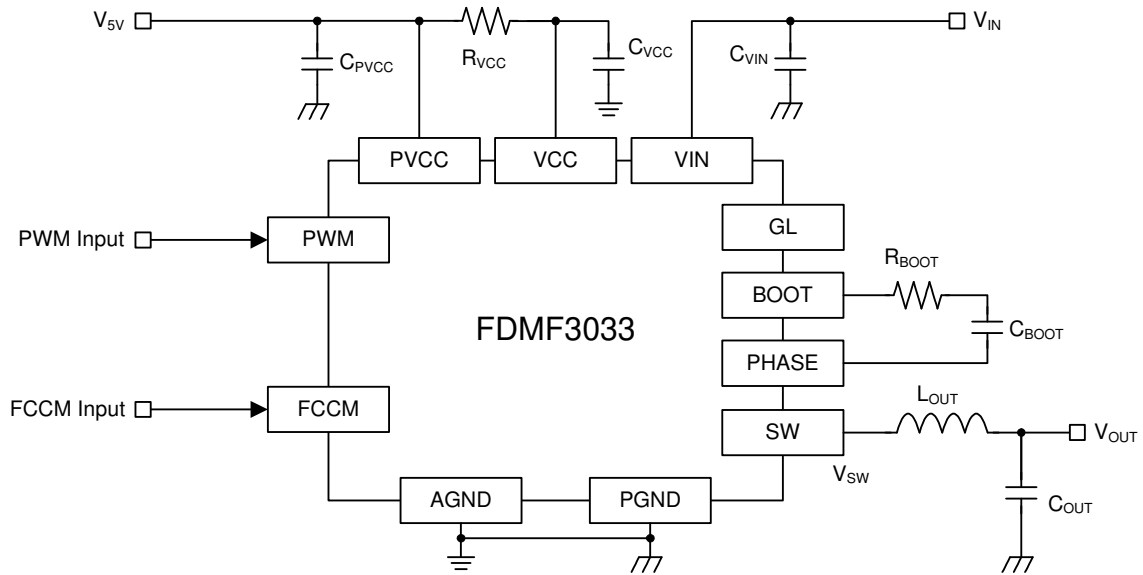 V5V
CPVCC
RVCC
CVCC
CVIN
VIN
PVCC
VCC
VIN
PWM Input
PWM
GL
BOOT
RBOOT
CBOOT
FDMF3033
PHASE
FCCM Input
FCCM
SW
LOUT
VOUT
VSW
COUT
AGND
PGND